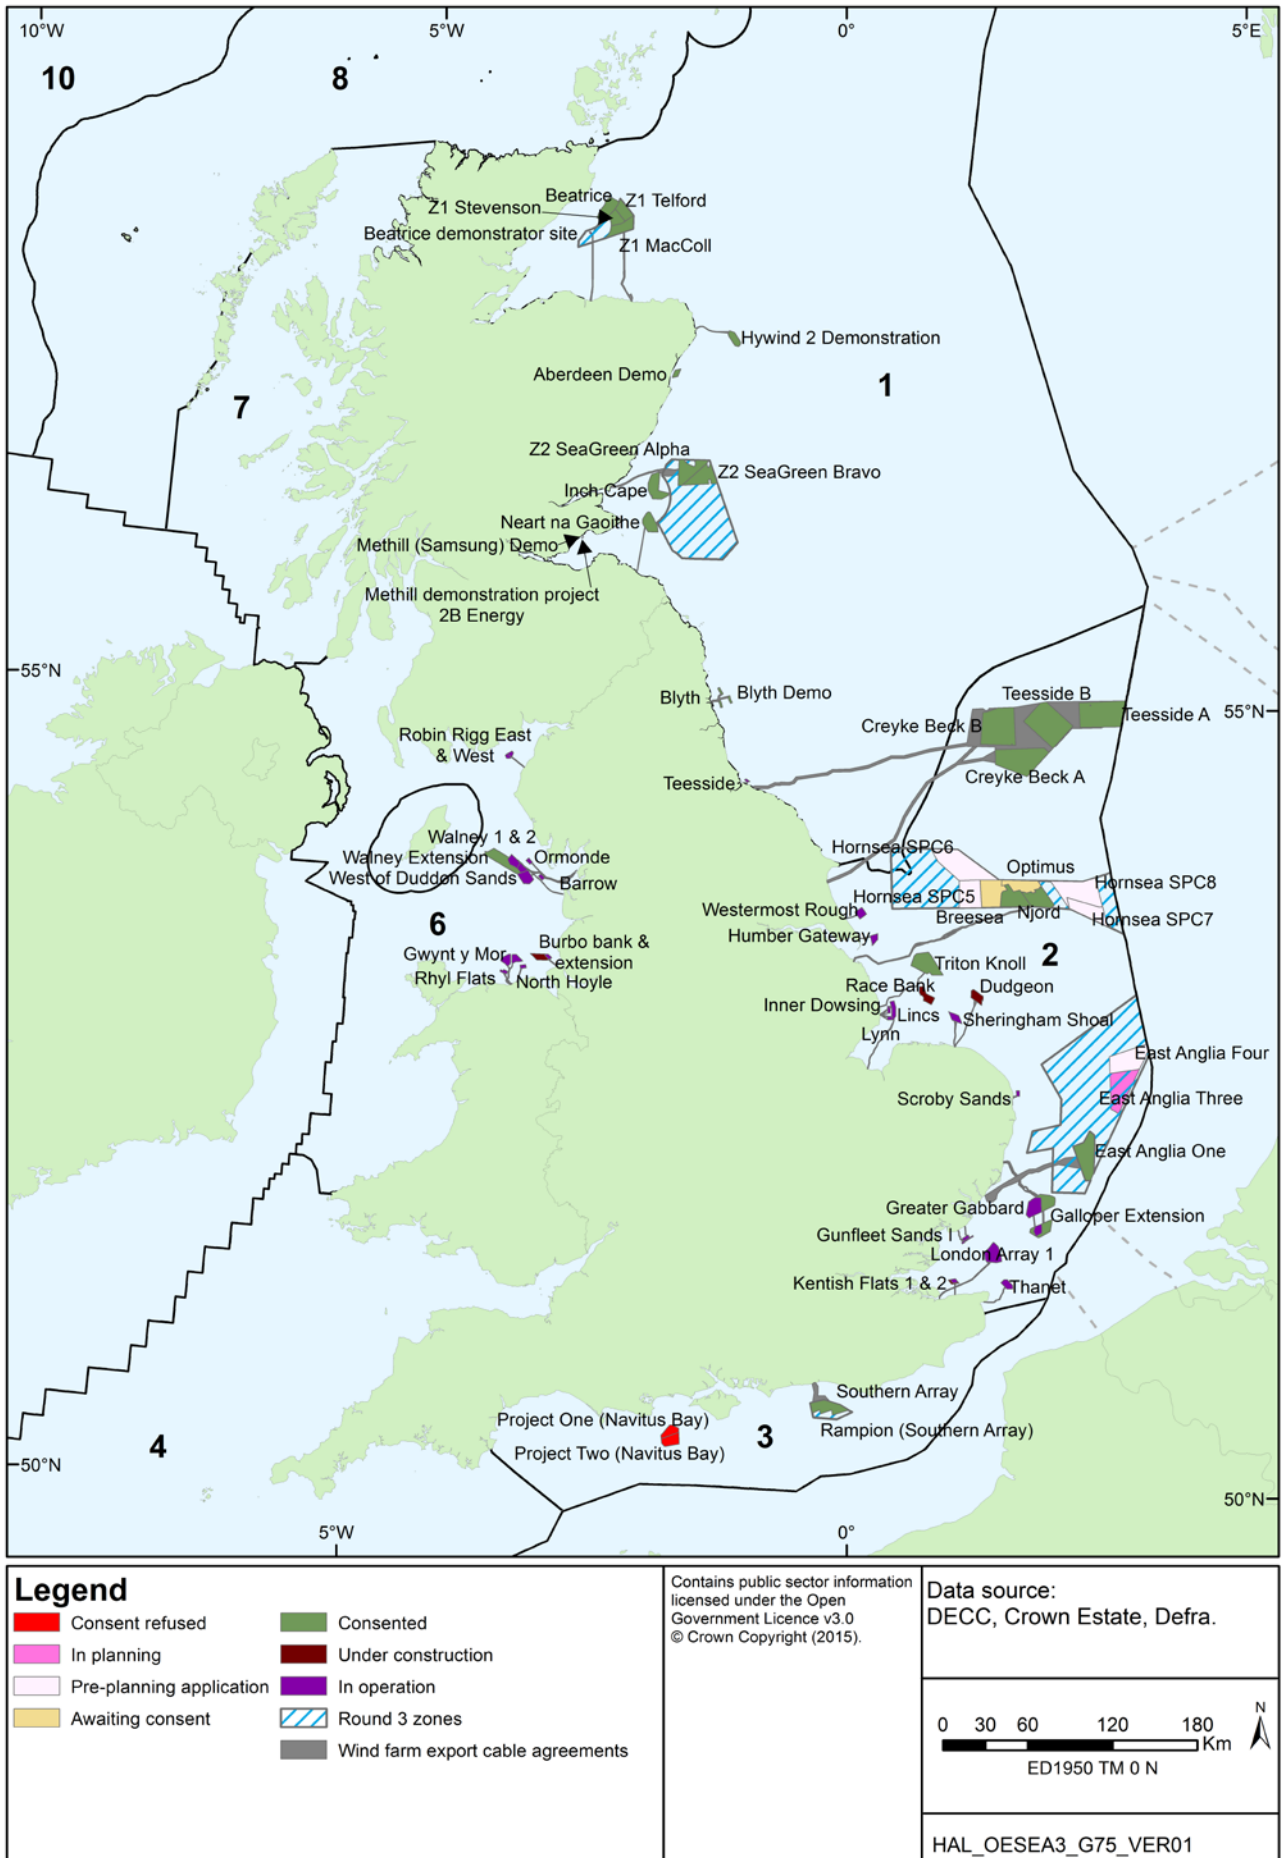 10°W
5°W
0°
5°E
10
8
Beatrice
Z1 Telford
Z1 Stevenson
Beatrice demonstrator site
Z1 MacColl
Hywind 2 Demonstration
Aberdeen Demo
1
7
Z2 SeaGreen Alpha
Z2 SeaGreen Bravo
Inch Cape
Neart na Gaoithe
Methill (Samsung) Demo
Methill demonstration project
2B Energy
55°N
Blyth
Blyth Demo
Teesside B
Teesside A
55°N
Creyke Beck B
Creyke Beck A
Robin Rigg East
& West
Teesside
Walney 1 & 2
Walney Extension
Ormonde
West of Duddon Sands
Barrow
Hornsea SPC6
Optimus
Hornsea SPC8
Hornsea SPC5
Westermost Rough
Breesea
Njord
Hornsea SPC7
6
Humber Gateway
2
Gwynt y Mor
Burbo bank &
extension
Rhyl Flats
North Hoyle
Triton Knoll
Race Bank
Dudgeon
Inner Dowsing
Lincs
Sheringham Shoal
Lynn
East Anglia Four
Scroby Sands
East Anglia Three
East Anglia One
Greater Gabbard
Galloper Extension
Gunfleet Sands I
London Array 1
Kentish Flats 1 & 2
Thanet
Southern Array
Project One (Navitus Bay)
Rampion (Southern Array)
3
4
Project Two (Navitus Bay)
50°N
50°N
5°W
0°
Legend
Consent refused
In planning
Pre-planning application
Awaiting consent
Consented
Under construction
In operation
Round 3 zones
Wind farm export cable agreements
Contains public sector information
licensed under the Open
Government Licence v3.0
© Crown Copyright (2015).
Data source:
DECC, Crown Estate, Defra.
N
0 30 60 120 180
Km
ED1950 TM 0 N
HAL_OESEA3_G75_VER01